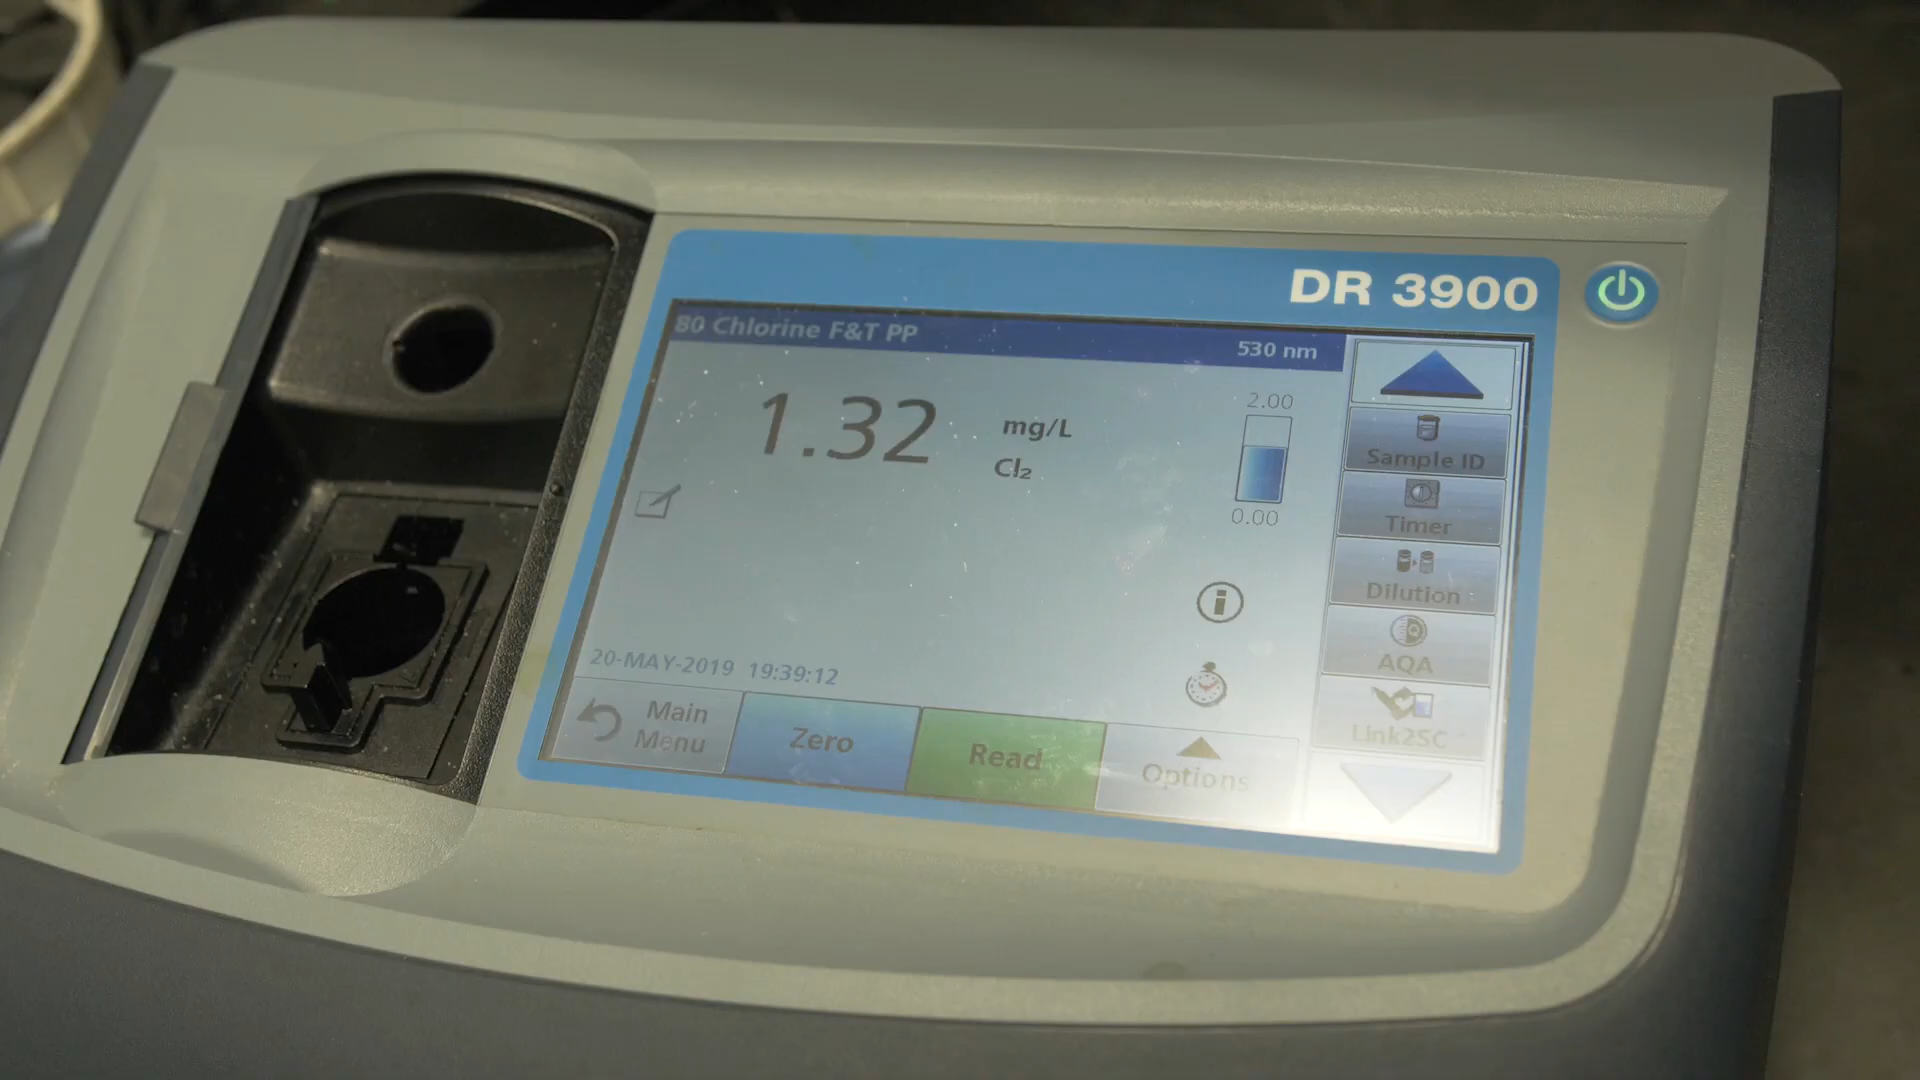 DR 3900
80 Chlorine F&T PP
530 nm
1.32
mg/L
Cl₂
2.00
0.00
20-MAY-2019 19:39:12
Main
Menu
Zero
Read
Options
Sample ID
Timer
Dilution
AQA
Link2SC